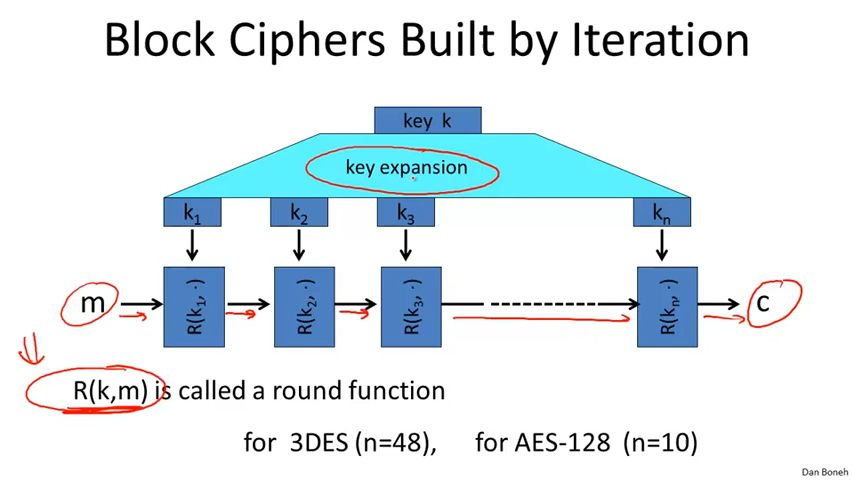 Block Ciphers Built by Iteration
key k
key expansion
k₁ k₂ k₃ kₙ
m R(k₁, ·) R(k₂, ·) R(k₃, ·) R(kₙ, ·) c
R(k,m) is called a round function
for 3DES (n=48), for AES-128 (n=10)
Dan Boneh